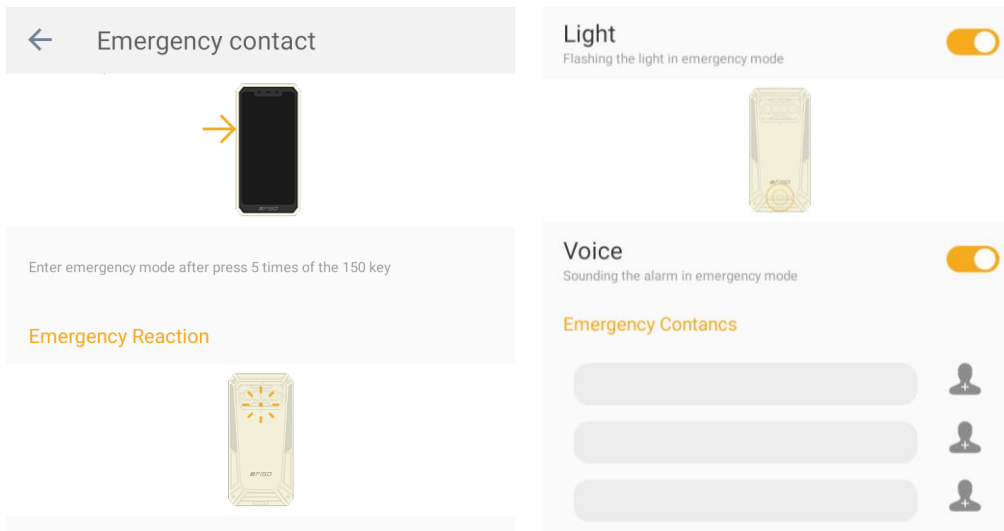 Emergency contact
Enter emergency mode after press 5 times of the 150 key
Emergency Reaction
Light
Flashing the light in emergency mode
Voice
Sounding the alarm in emergency mode
Emergency Contancs